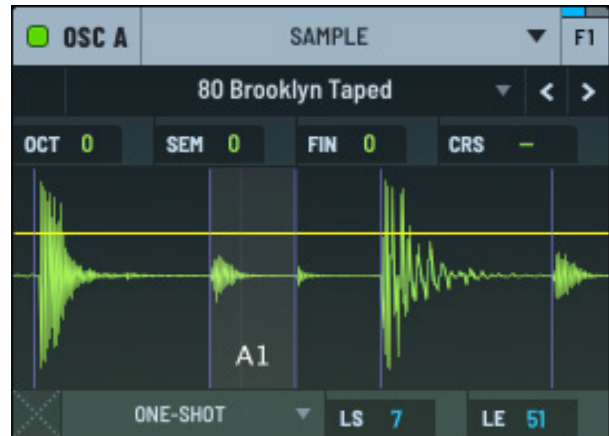 OSC A SAMPLE F1
80 Brooklyn Taped < >
OCT 0 SEM 0 FIN 0 CRS –
A1
ONE-SHOT LS 7 LE 51